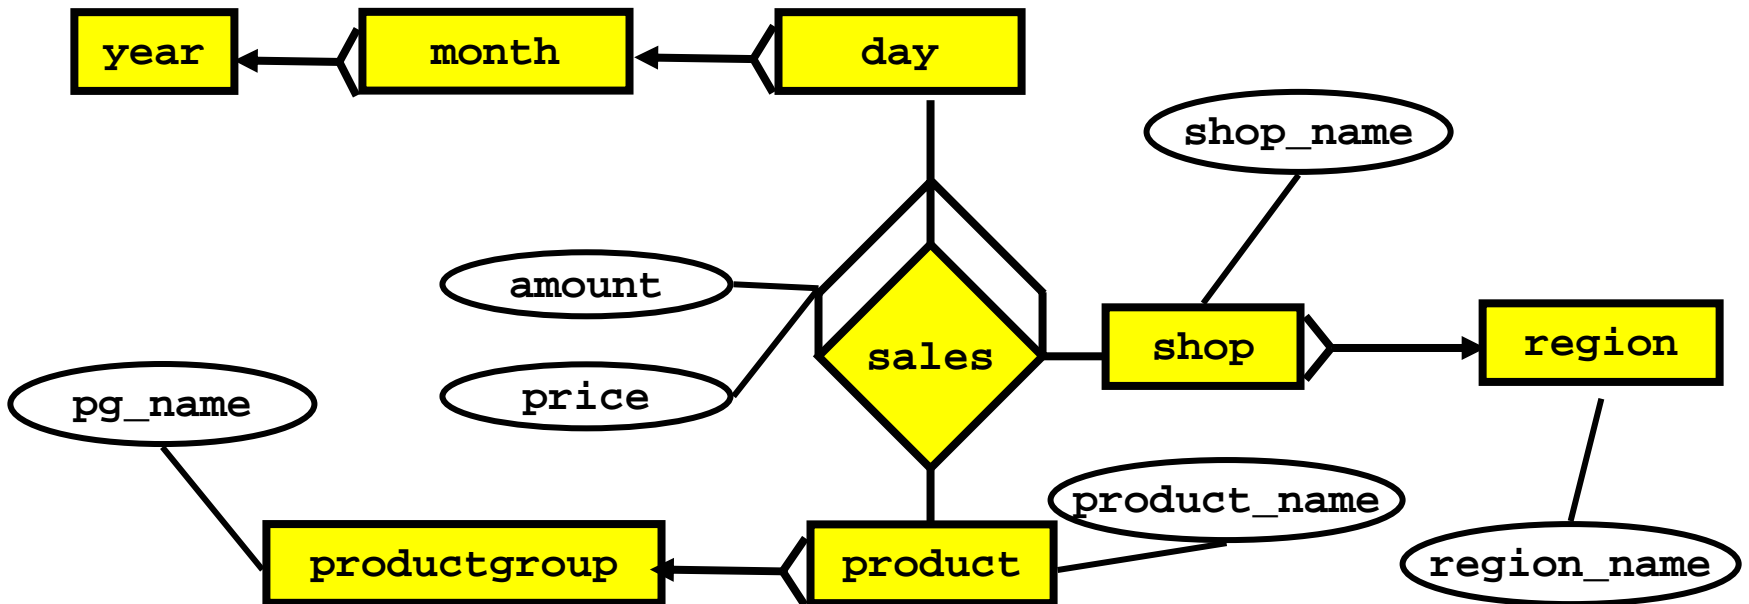 year
month
day
shop_name
amount
sales
shop
region
price
pg_name
product_name
productgroup
product
region_name